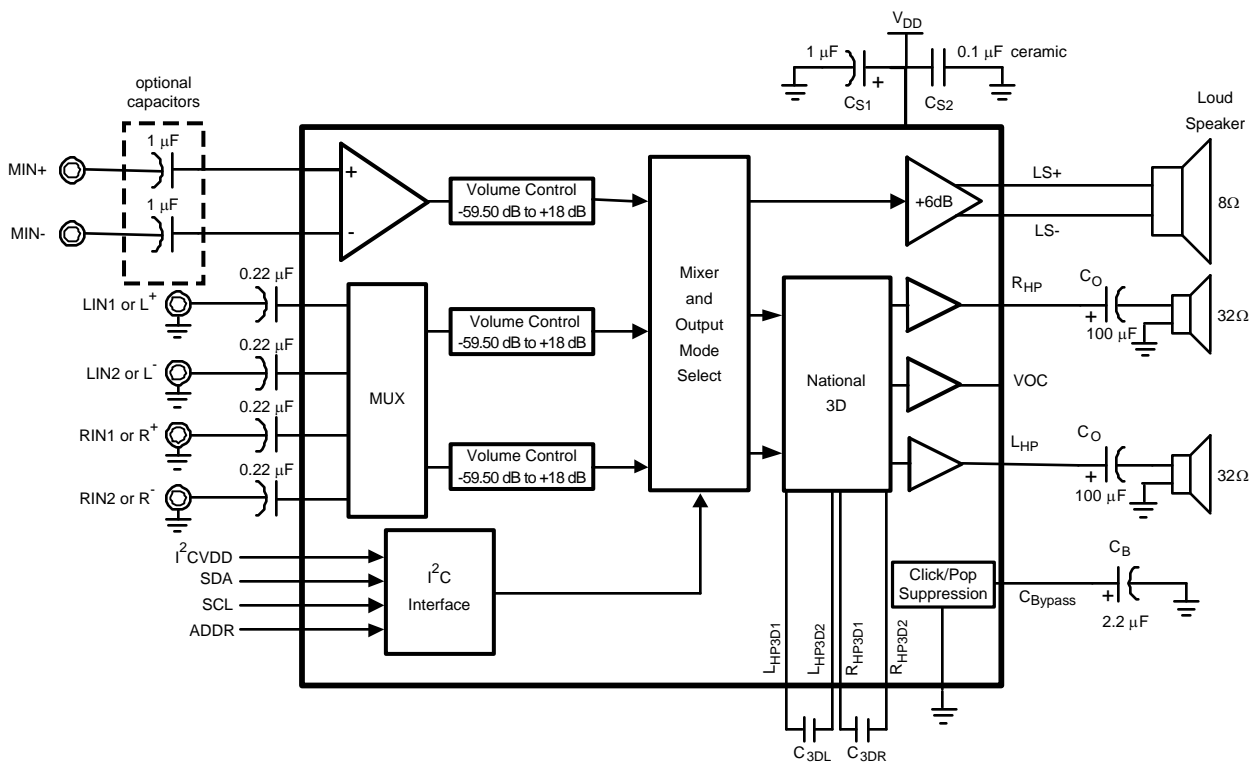 V_DD
1 μF
0.1 μF ceramic
C_S1
C_S2
optional
capacitors
Loud
Speaker
MIN+
1 μF
+
Volume Control
-59.50 dB to +18 dB
+6dB
LS+
8Ω
MIN-
1 μF
-
LS-
Mixer
and
Output
Mode
Select
LIN1 or L^+
0.22 μF
MUX
Volume Control
-59.50 dB to +18 dB
National
3D
R_HP
C_O
+
100 μF
32Ω
LIN2 or L^-
0.22 μF
VOC
RIN1 or R^+
0.22 μF
Volume Control
-59.50 dB to +18 dB
L_HP
C_O
+
100 μF
32Ω
RIN2 or R^-
0.22 μF
I^2CVDD
SDA
SCL
ADDR
I^2C
Interface
Click/Pop
Suppression
C_Bypass
C_B
+
2.2 μF
L_HP3D1
L_HP3D2
R_HP3D1
R_HP3D2
C_3DL
C_3DR
+